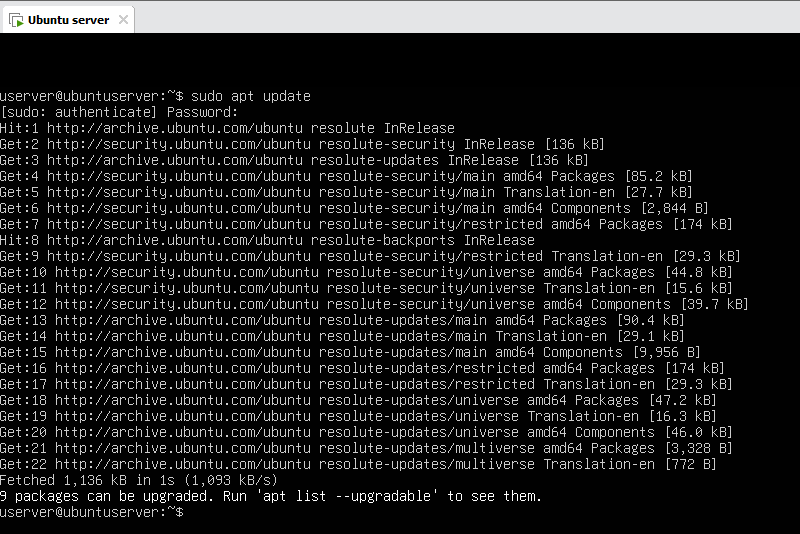 Ubuntu server
userver@ubuntuserver:~$ sudo apt update
[sudo: authenticate] Password:
Hit:1 http://archive.ubuntu.com/ubuntu resolute InRelease
Get:2 http://security.ubuntu.com/ubuntu resolute-security InRelease [136 kB]
Get:3 http://archive.ubuntu.com/ubuntu resolute-updates InRelease [136 kB]
Get:4 http://security.ubuntu.com/ubuntu resolute-security/main amd64 Packages [85.2 kB]
Get:5 http://security.ubuntu.com/ubuntu resolute-security/main Translation-en [27.7 kB]
Get:6 http://security.ubuntu.com/ubuntu resolute-security/main amd64 Components [2,844 B]
Get:7 http://security.ubuntu.com/ubuntu resolute-security/restricted amd64 Packages [174 kB]
Hit:8 http://archive.ubuntu.com/ubuntu resolute-backports InRelease
Get:9 http://security.ubuntu.com/ubuntu resolute-security/restricted Translation-en [29.3 kB]
Get:10 http://security.ubuntu.com/ubuntu resolute-security/universe amd64 Packages [44.8 kB]
Get:11 http://security.ubuntu.com/ubuntu resolute-security/universe Translation-en [15.6 kB]
Get:12 http://security.ubuntu.com/ubuntu resolute-security/universe amd64 Components [39.7 kB]
Get:13 http://archive.ubuntu.com/ubuntu resolute-updates/main amd64 Packages [90.4 kB]
Get:14 http://archive.ubuntu.com/ubuntu resolute-updates/main Translation-en [29.1 kB]
Get:15 http://archive.ubuntu.com/ubuntu resolute-updates/main amd64 Components [9,956 B]
Get:16 http://archive.ubuntu.com/ubuntu resolute-updates/restricted amd64 Packages [174 kB]
Get:17 http://archive.ubuntu.com/ubuntu resolute-updates/restricted Translation-en [29.3 kB]
Get:18 http://archive.ubuntu.com/ubuntu resolute-updates/universe amd64 Packages [47.2 kB]
Get:19 http://archive.ubuntu.com/ubuntu resolute-updates/universe Translation-en [16.3 kB]
Get:20 http://archive.ubuntu.com/ubuntu resolute-updates/universe amd64 Components [46.0 kB]
Get:21 http://archive.ubuntu.com/ubuntu resolute-updates/multiverse amd64 Packages [3,328 B]
Get:22 http://archive.ubuntu.com/ubuntu resolute-updates/multiverse Translation-en [772 B]
Fetched 1,136 kB in 1s (1,093 kB/s)
9 packages can be upgraded. Run 'apt list --upgradable' to see them.
userver@ubuntuserver:~$